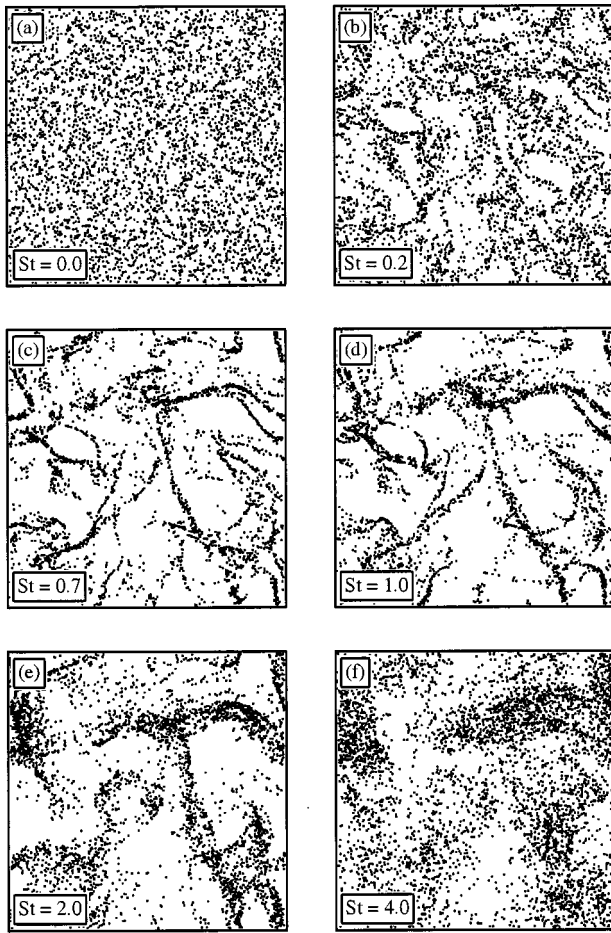 (a)
St = 0.0
(b)
St = 0.2
(c)
St = 0.7
(d)
St = 1.0
(e)
St = 2.0
(f)
St = 4.0